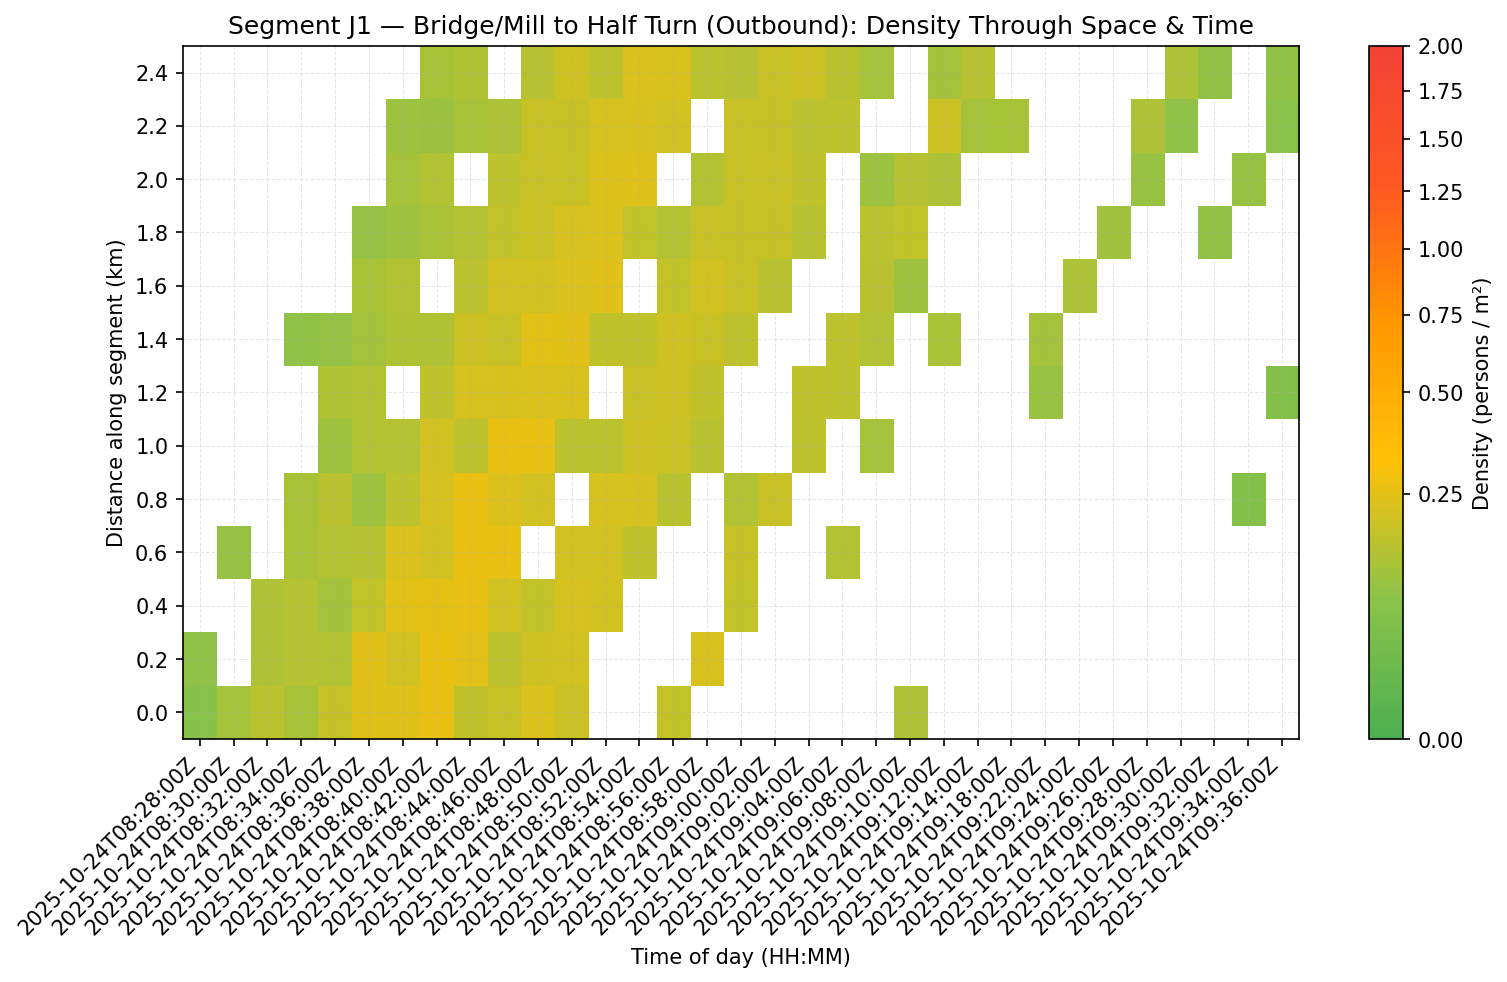 Segment J1 — Bridge/Mill to Half Turn (Outbound): Density Through Space & Time
Distance along segment (km)
2.4
2.2
2.0
1.8
1.6
1.4
1.2
1.0
0.8
0.6
0.4
0.2
0.0
2025-10-24T08:28:00Z
2025-10-24T08:30:00Z
2025-10-24T08:32:00Z
2025-10-24T08:34:00Z
2025-10-24T08:36:00Z
2025-10-24T08:38:00Z
2025-10-24T08:40:00Z
2025-10-24T08:42:00Z
2025-10-24T08:44:00Z
2025-10-24T08:46:00Z
2025-10-24T08:48:00Z
2025-10-24T08:50:00Z
2025-10-24T08:52:00Z
2025-10-24T08:54:00Z
2025-10-24T08:56:00Z
2025-10-24T08:58:00Z
2025-10-24T09:00:00Z
2025-10-24T09:02:00Z
2025-10-24T09:04:00Z
2025-10-24T09:06:00Z
2025-10-24T09:08:00Z
2025-10-24T09:10:00Z
2025-10-24T09:12:00Z
2025-10-24T09:14:00Z
2025-10-24T09:18:00Z
2025-10-24T09:22:00Z
2025-10-24T09:24:00Z
2025-10-24T09:26:00Z
2025-10-24T09:28:00Z
2025-10-24T09:30:00Z
2025-10-24T09:32:00Z
2025-10-24T09:34:00Z
2025-10-24T09:36:00Z
Time of day (HH:MM)
2.00
1.75
1.50
1.25
1.00
0.75
0.50
0.25
0.00
Density (persons / m²)